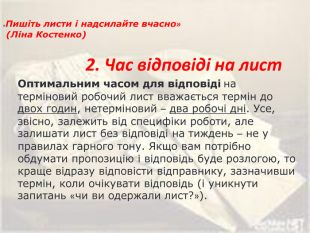 «Пишіть листи і надсилайте вчасно»
(Ліна Костенко)
2. Час відповіді на лист
Оптимальним часом для відповіді на
терміновий робочий лист вважається термін до
двох годин, нетерміновий – два робочі дні. Усе,
звісно, залежить від специфіки роботи, але
залишати лист без відповіді на тиждень – не у
правилах гарного тону. Якщо вам потрібно
обдумати пропозицію і відповідь буде розлогою, то
краще відразу відповісти відправнику, зазначивши
термін, коли очікувати відповідь (і уникнути
запитань «чи ви одержали лист?»).